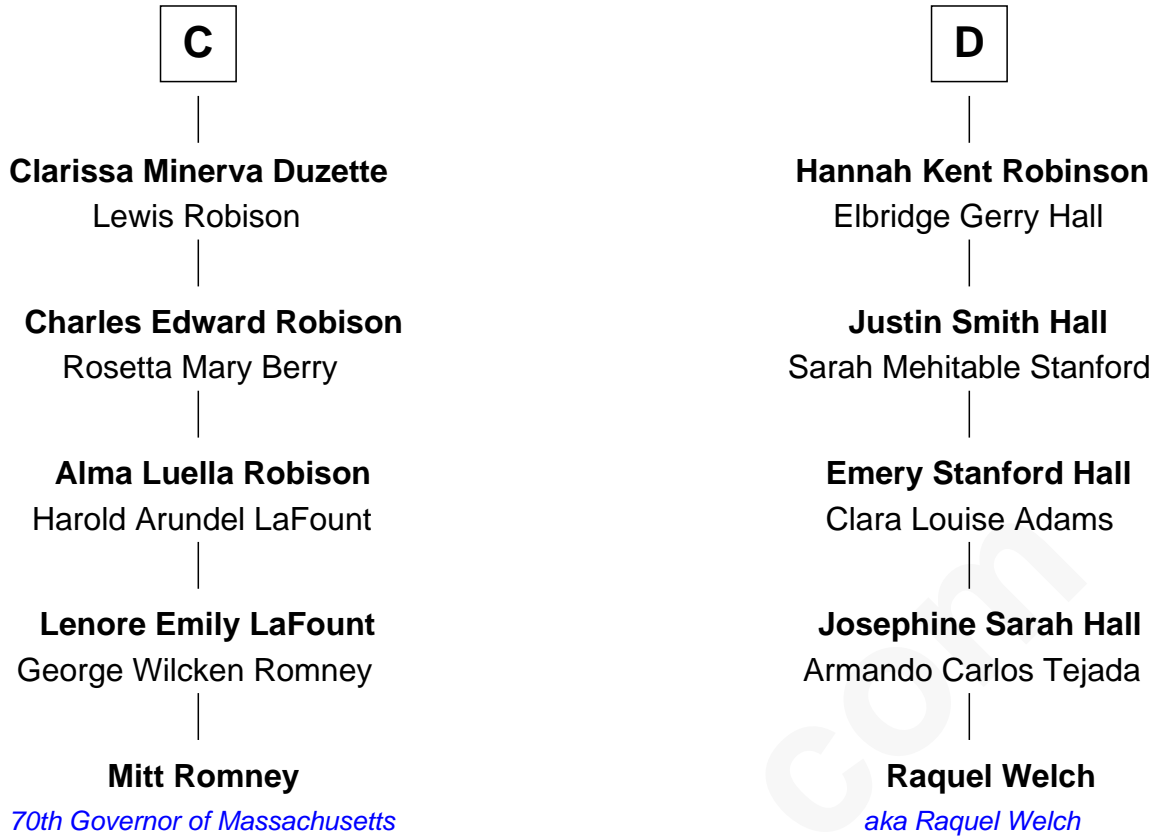 C
Clarissa Minerva Duzette
Lewis Robison
Charles Edward Robison
Rosetta Mary Berry
Alma Luella Robison
Harold Arundel LaFount
Lenore Emily LaFount
George Wilcken Romney
Mitt Romney
70th Governor of Massachusetts
D
Hannah Kent Robinson
Elbridge Gerry Hall
Justin Smith Hall
Sarah Mehitable Stanford
Emery Stanford Hall
Clara Louise Adams
Josephine Sarah Hall
Armando Carlos Tejada
Raquel Welch
aka Raquel Welch
com